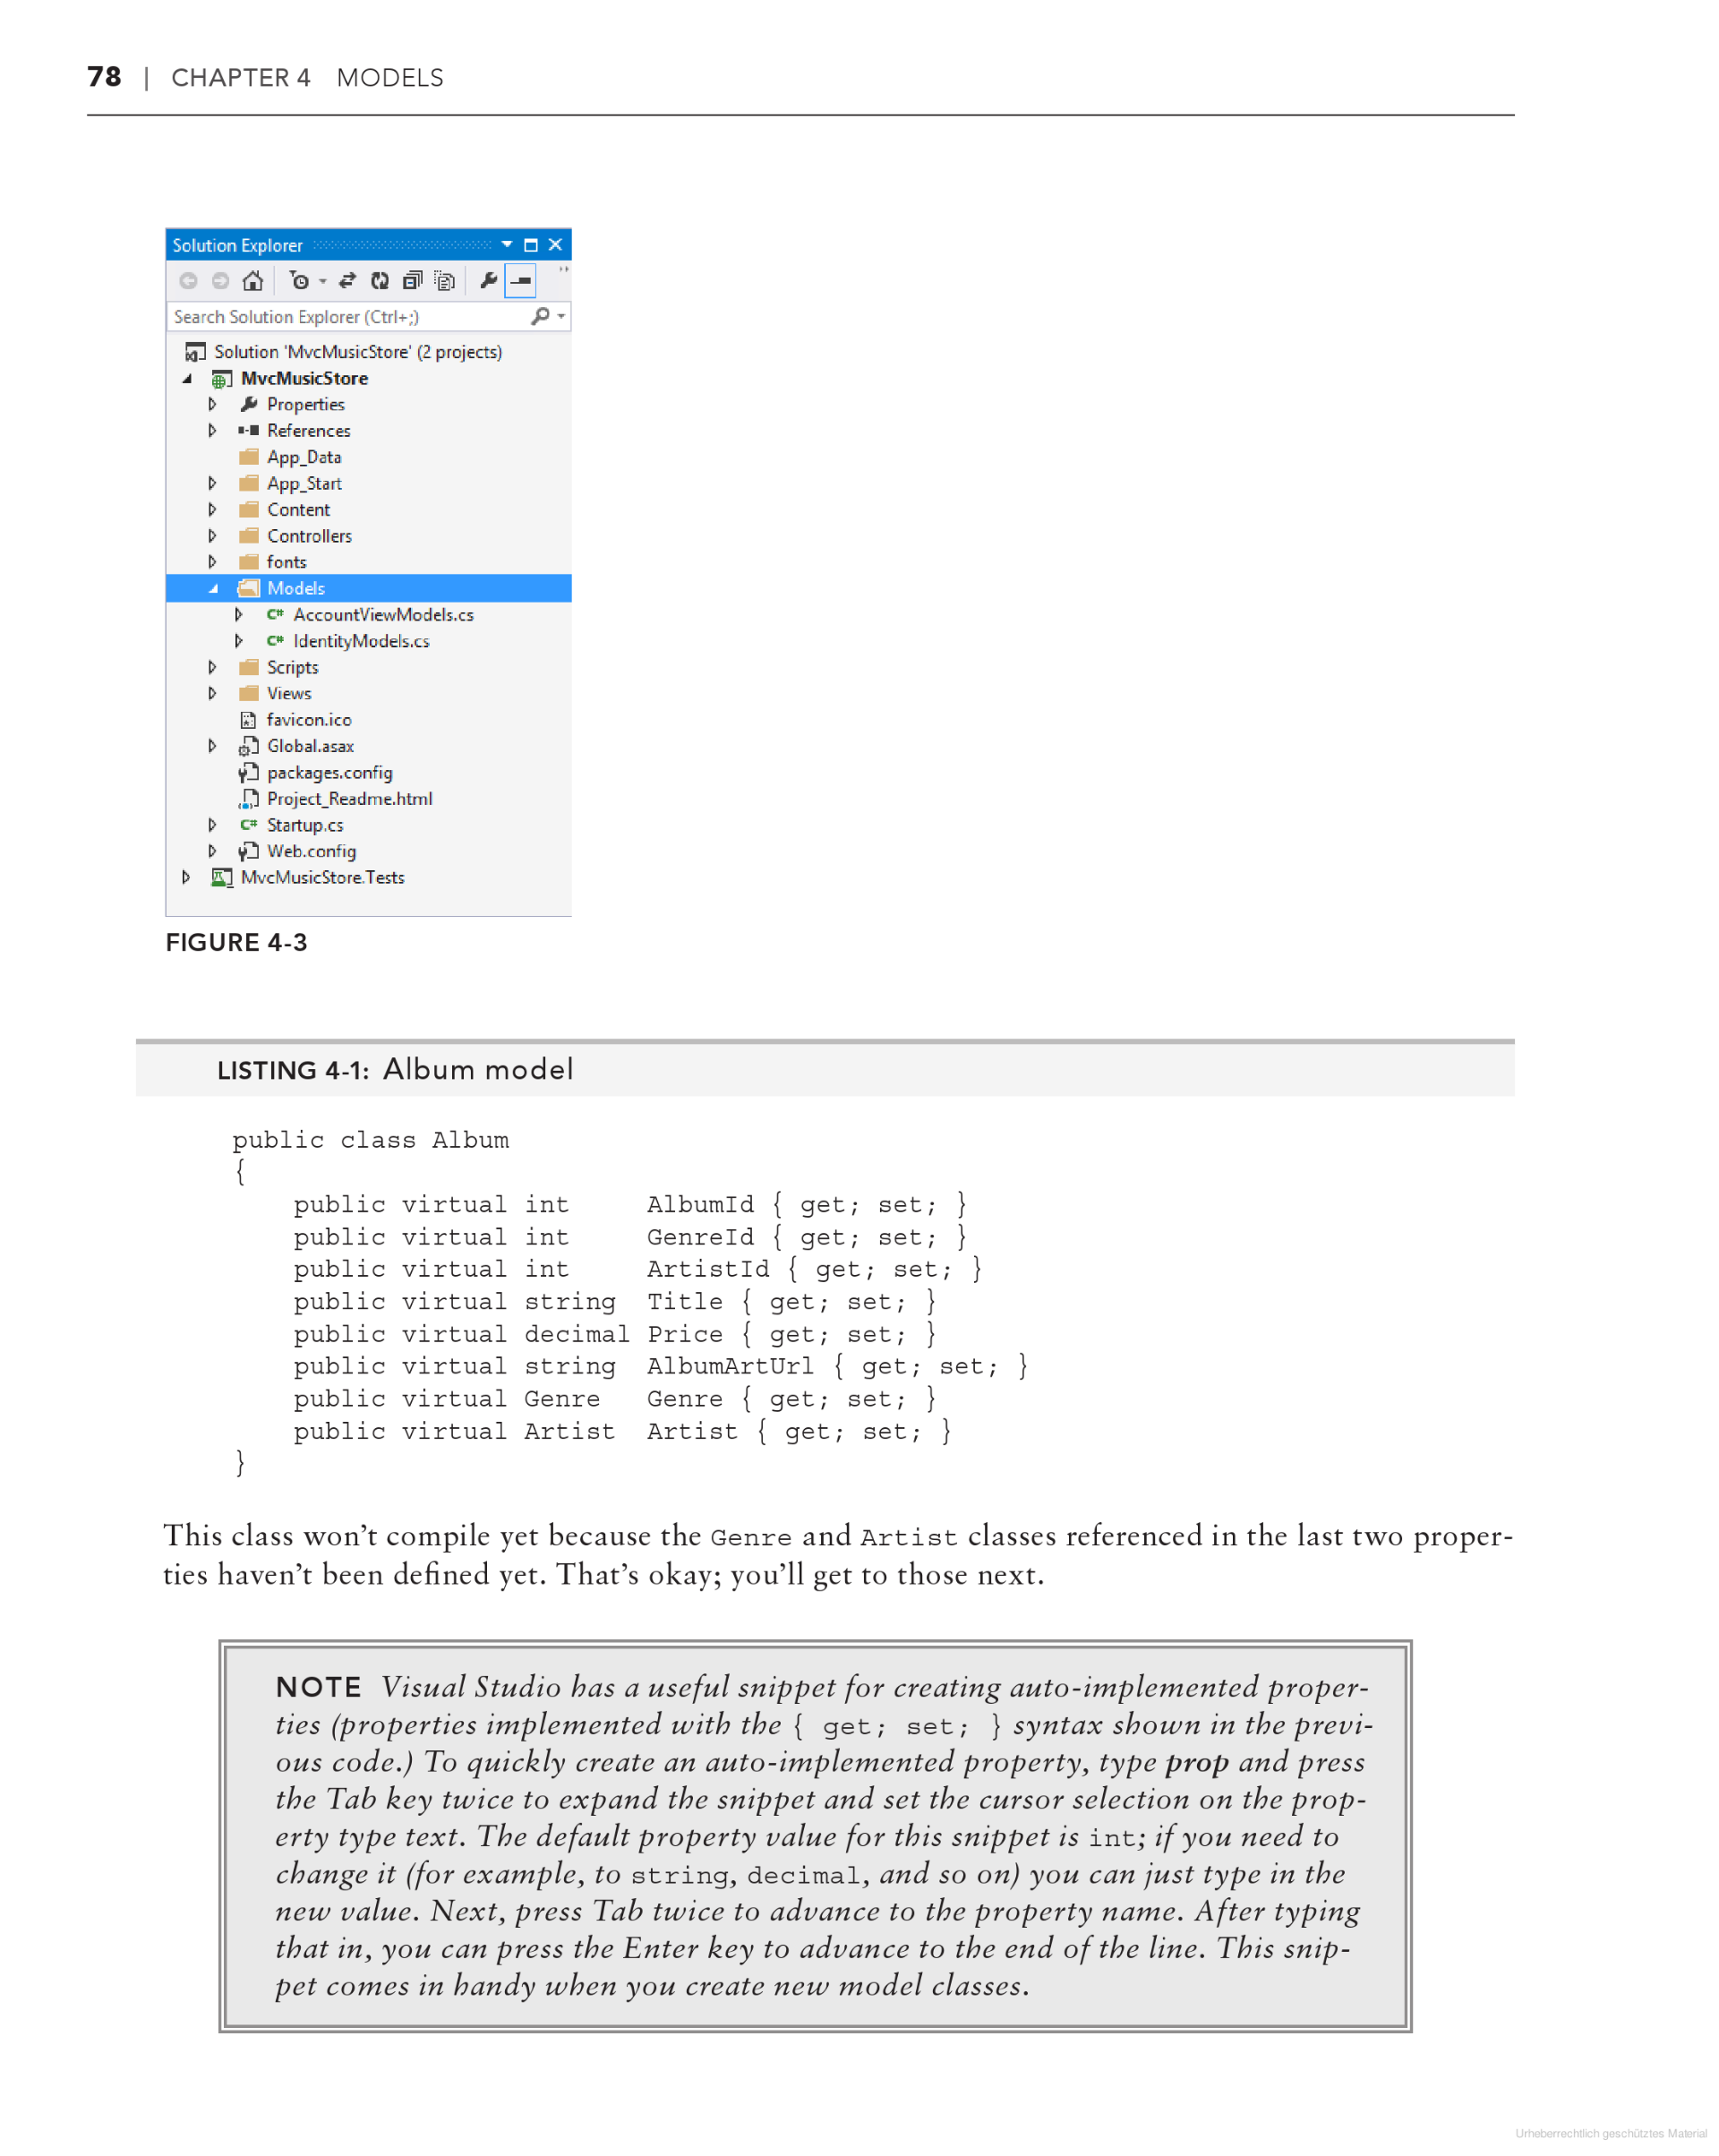 78 | CHAPTER 4 MODELS
Solution Explorer
Search Solution Explorer (Ctrl+;)
Solution 'MvcMusicStore' (2 projects)
MvcMusicStore
Properties
References
App_Data
App_Start
Content
Controllers
fonts
Models
C# AccountViewModels.cs
C# IdentityModels.cs
Scripts
Views
favicon.ico
Global.asax
packages.config
Project_Readme.html
C# Startup.cs
Web.config
MvcMusicStore.Tests
FIGURE 4-3
LISTING 4-1: Album model
public class Album
{
    public virtual int     AlbumId { get; set; }
    public virtual int     GenreId { get; set; }
    public virtual int     ArtistId { get; set; }
    public virtual string  Title { get; set; }
    public virtual decimal Price { get; set; }
    public virtual string  AlbumArtUrl { get; set; }
    public virtual Genre   Genre { get; set; }
    public virtual Artist  Artist { get; set; }
}
This class won’t compile yet because the Genre and Artist classes referenced in the last two proper-
ties haven’t been defined yet. That’s okay; you’ll get to those next.
NOTE Visual Studio has a useful snippet for creating auto-implemented proper-
ties (properties implemented with the { get; set; } syntax shown in the previ-
ous code.) To quickly create an auto-implemented property, type prop and press
the Tab key twice to expand the snippet and set the cursor selection on the prop-
erty type text. The default property value for this snippet is int; if you need to
change it (for example, to string, decimal, and so on) you can just type in the
new value. Next, press Tab twice to advance to the property name. After typing
that in, you can press the Enter key to advance to the end of the line. This snip-
pet comes in handy when you create new model classes.
Urheberrechtlich geschütztes Material